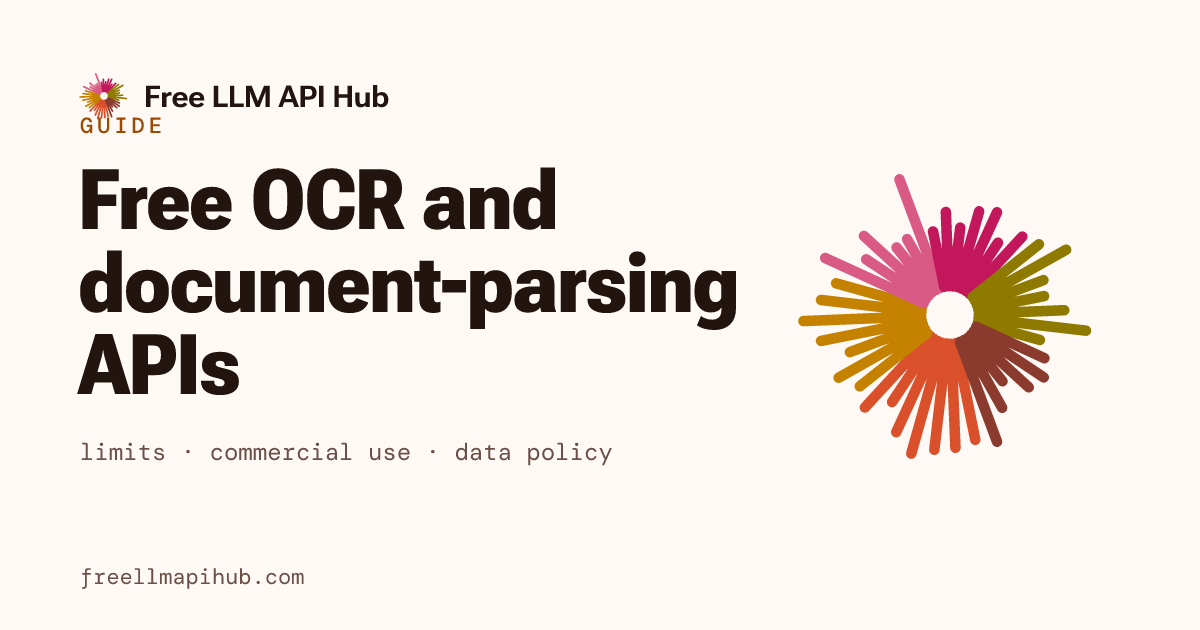 Free LLM API Hub
GUIDE
Free OCR and
document-parsing
APIs
limits · commercial use · data policy
freellmapihub.com